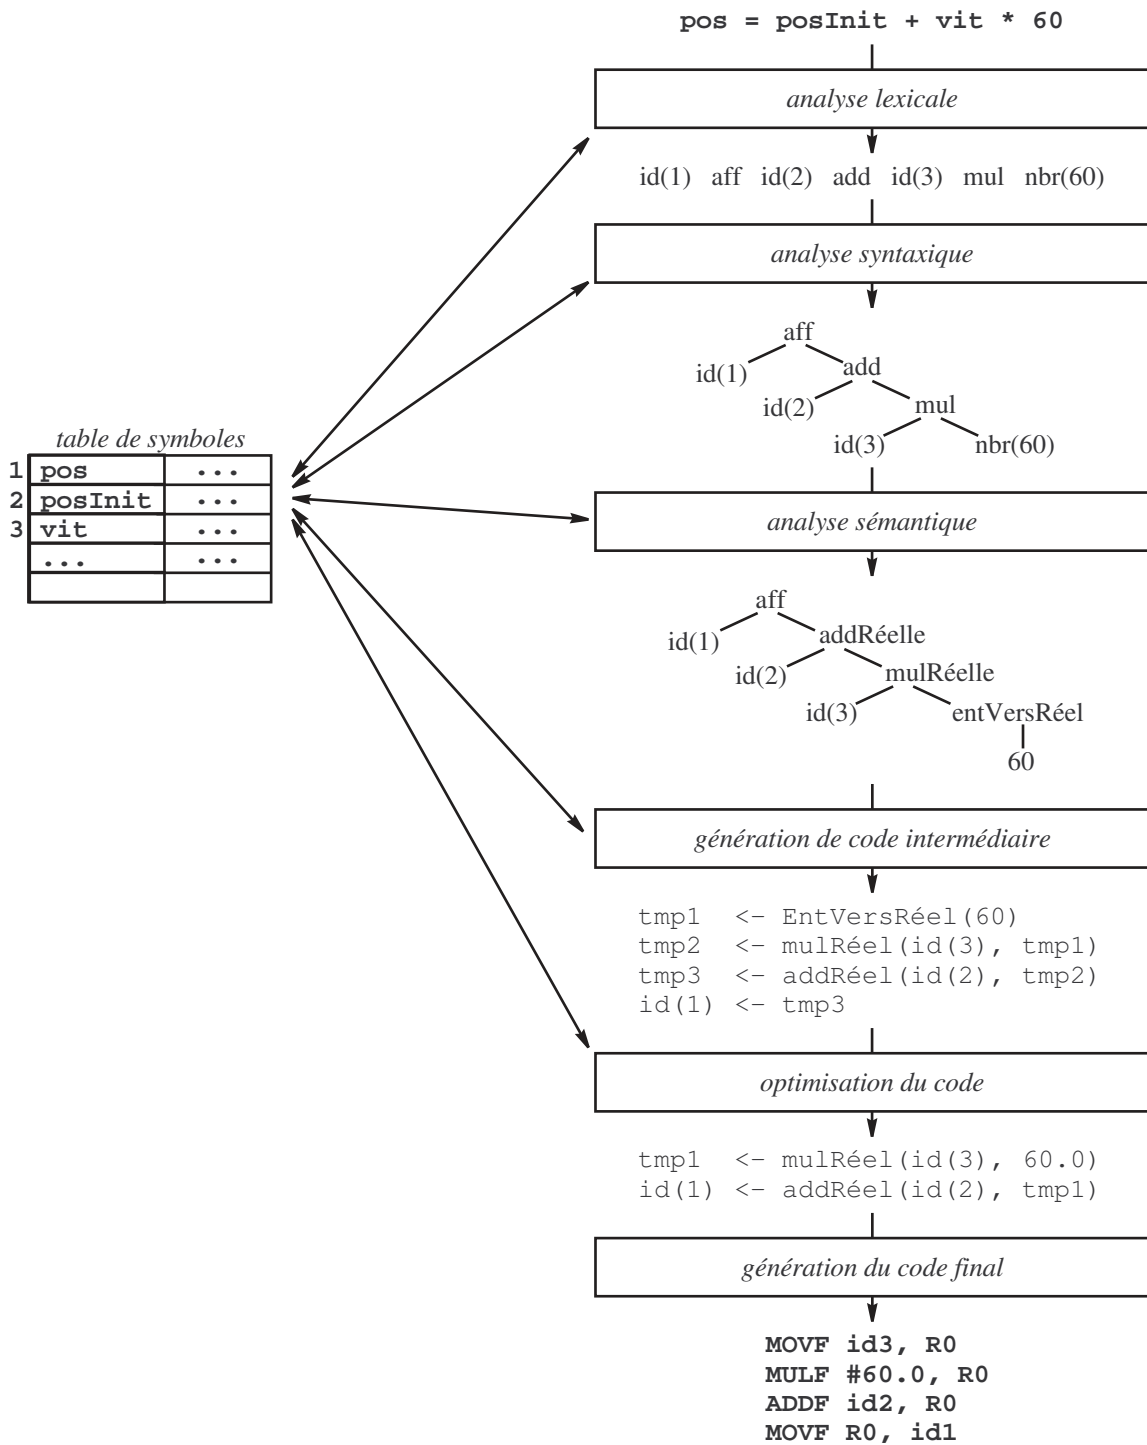 pos = posInit + vit * 60
analyse lexicale
id(1) aff id(2) add id(3) mul nbr(60)
analyse syntaxique
aff
id(1) add
id(2) mul
id(3) nbr(60)
table de symboles
1 pos ...
2 posInit ...
3 vit ...
... ...
analyse sémantique
aff
id(1) addRéelle
id(2) mulRéelle
id(3) entVersRéel
60
génération de code intermédiaire
tmp1 <- EntVersRéel(60)
tmp2 <- mulRéel(id(3), tmp1)
tmp3 <- addRéel(id(2), tmp2)
id(1) <- tmp3
optimisation du code
tmp1 <- mulRéel(id(3), 60.0)
id(1) <- addRéel(id(2), tmp1)
génération du code final
MOVF id3, R0
MULF #60.0, R0
ADDF id2, R0
MOVF R0, id1